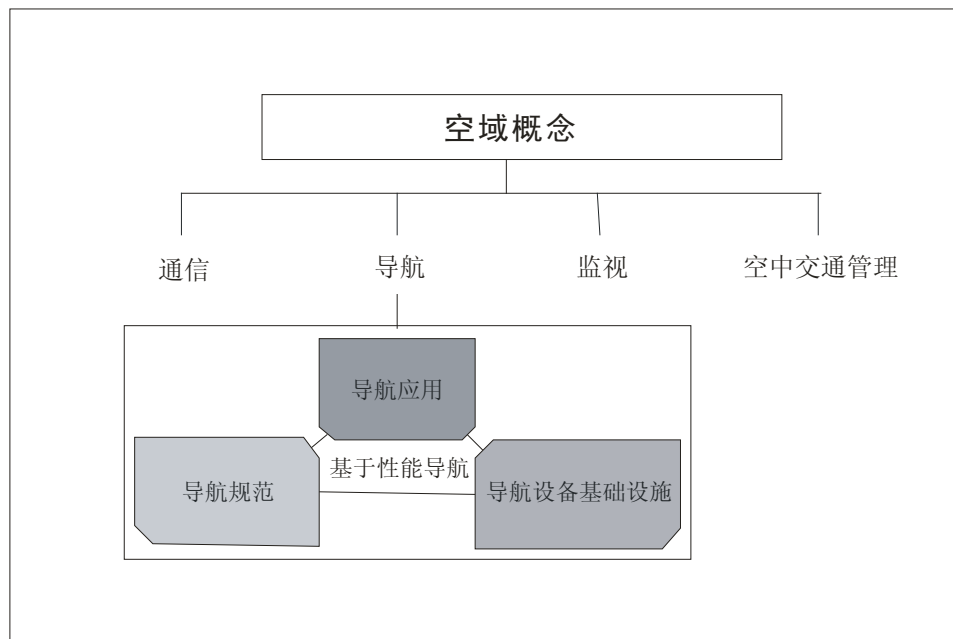 空域概念
通信
导航
监视
空中交通管理
导航应用
基于性能导航
导航规范
导航设备基础设施